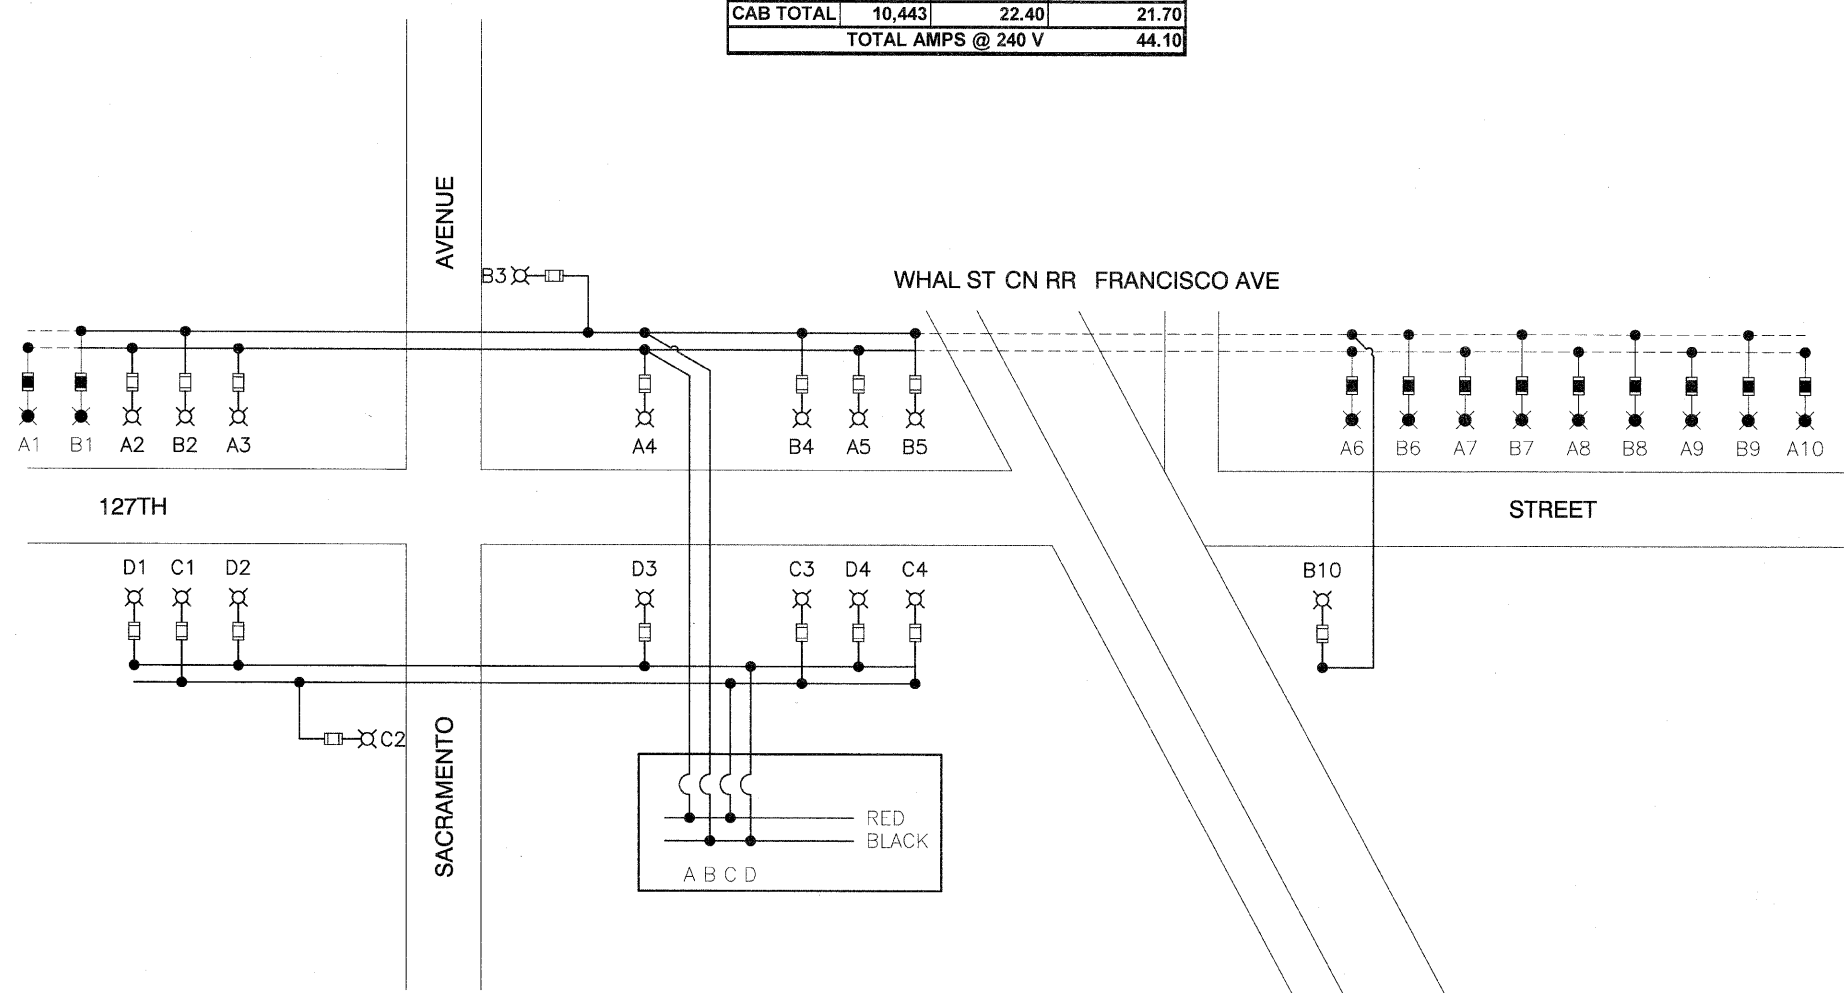 CAB TOTAL 10,443 22.40 21.70
TOTAL AMPS @ 240 V 44.10
AVENUE
B3
WHAL ST CN RR FRANCISCO AVE
A1 B1 A2 B2 A3 A4 B4 A5 B5 A6 B6 A7 B7 A8 B8 A9 B9 A10
127TH STREET
D1 C1 D2 D3 C3 D4 C4 B10
C2
SACRAMENTO
RED
BLACK
A B C D